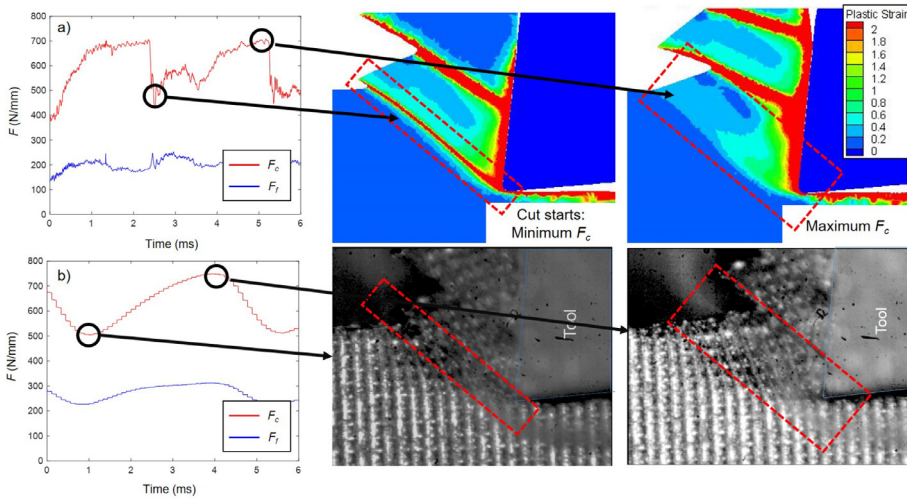 a)
800
700
600
500
400
300
200
100
0
F (N/mm)
Fc
Ff
0 1 2 3 4 5 6
Time (ms)
Cut starts:
Minimum Fc
Plastic Strain
2
1.8
1.6
1.4
1.2
1
0.8
0.6
0.4
0.2
0
Maximum Fc
b)
800
700
600
500
400
300
200
100
0
F (N/mm)
Fc
Ff
0 1 2 3 4 5 6
Time (ms)
Tool
Tool